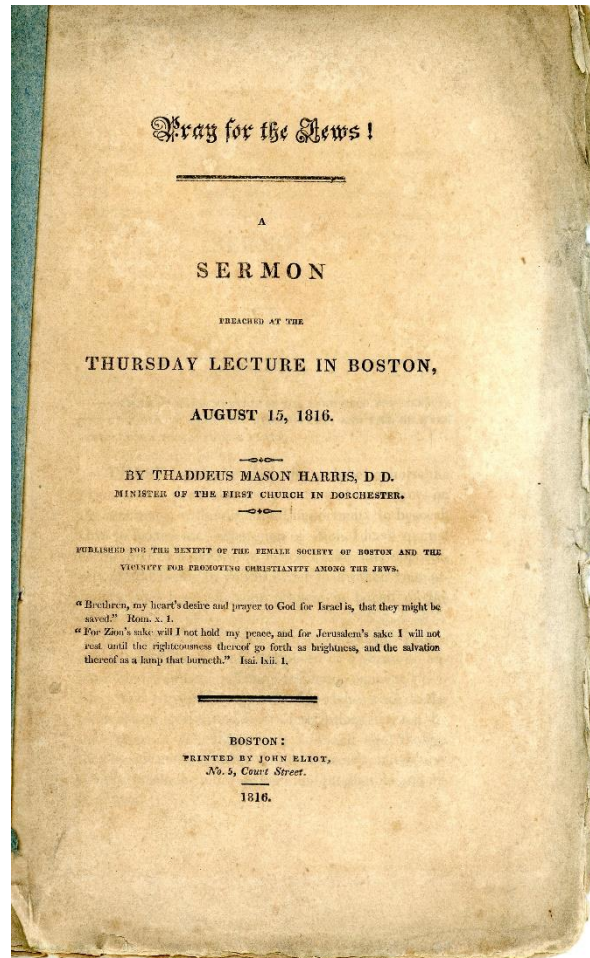 Pray for the Jews!
A
SERMON
PREACHED AT THE
THURSDAY LECTURE IN BOSTON,
AUGUST 15, 1816.
BY THADDEUS MASON HARRIS, D D.
MINISTER OF THE FIRST CHURCH IN DORCHESTER.
PUBLISHED FOR THE BENEFIT OF THE FEMALE SOCIETY OF BOSTON AND THE
VICINITY FOR PROMOTING CHRISTIANITY AMONG THE JEWS.
"Brethren, my heart's desire and prayer to God for Israel is, that they might be
saved." Rom. x. 1.
"For Zion's sake will I not hold my peace, and for Jerusalem's sake I will not
rest until the righteousness thereof go forth as brightness, and the salvation
thereof as a lamp that burneth." Isai. lxii. 1.
BOSTON:
PRINTED BY JOHN ELIOT,
No. 5, Court Street.
1816.